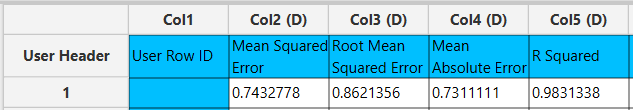 Col1 Col2 (D) Col3 (D) Col4 (D) Col5 (D)
User Header User Row ID Mean Squared Error Root Mean Squared Error Mean Absolute Error R Squared
1 0.7432778 0.8621356 0.7311111 0.9831338